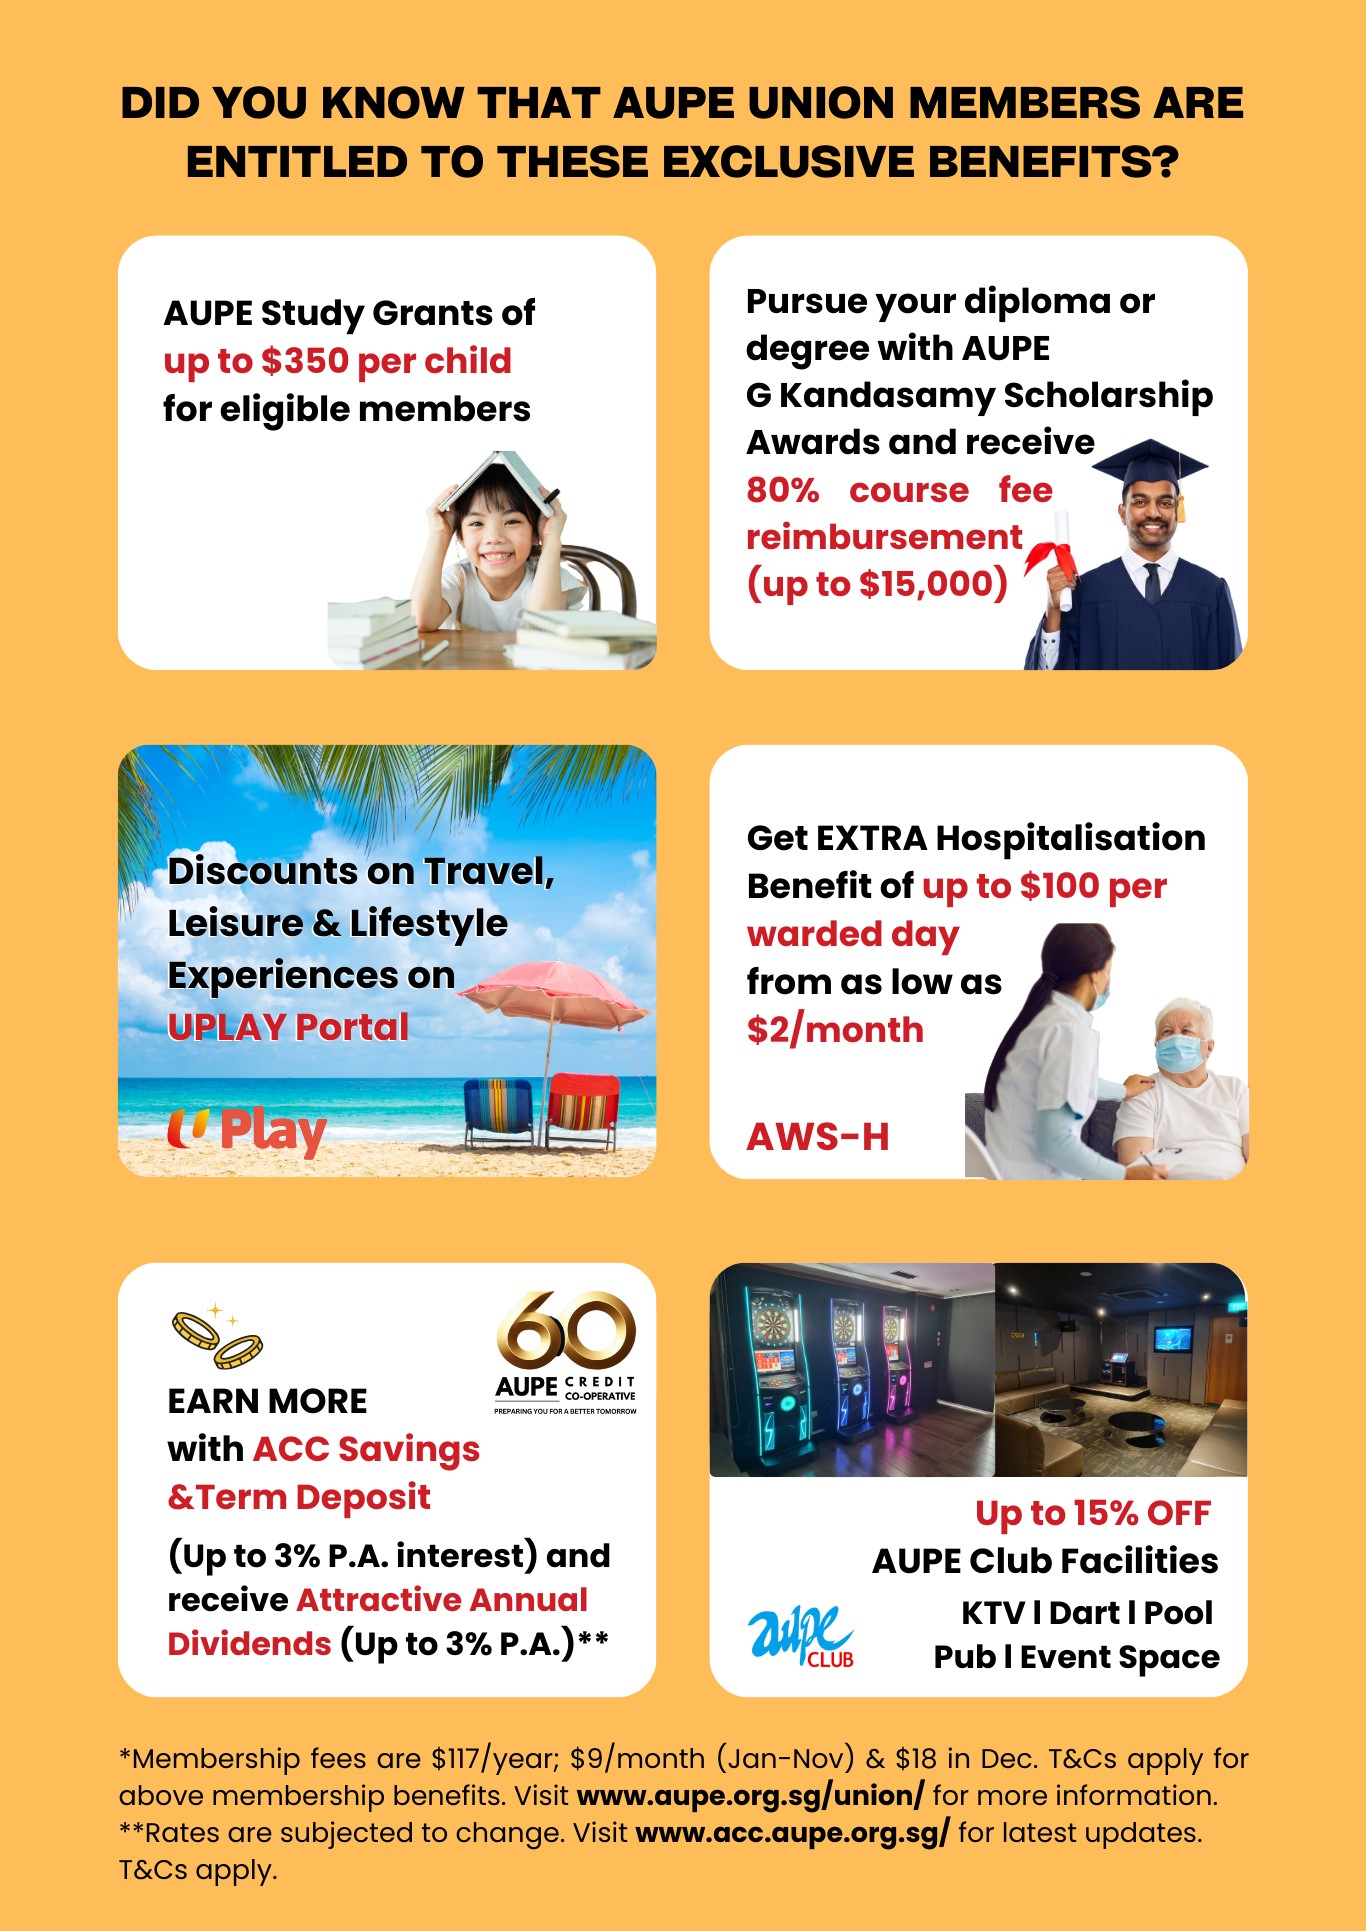 DID YOU KNOW THAT AUPE UNION MEMBERS ARE
ENTITLED TO THESE EXCLUSIVE BENEFITS?
AUPE Study Grants of
up to $350 per child
for eligible members
Pursue your diploma or
degree with AUPE
G Kandasamy Scholarship
Awards and receive
80% course fee
reimbursement
(up to $15,000)
Discounts on Travel,
Leisure & Lifestyle
Experiences on
UPLAY Portal
U Play
Get EXTRA Hospitalisation
Benefit of up to $100 per
warded day
from as low as
$2/month
AWS-H
60
AUPE CREDIT
CO-OPERATIVE
PREPARING YOU FOR A BETTER TOMORROW
EARN MORE
with ACC Savings
&Term Deposit
(Up to 3% P.A. interest) and
receive Attractive Annual
Dividends (Up to 3% P.A.)**
Up to 15% OFF
AUPE Club Facilities
KTV l Dart l Pool
Pub l Event Space
aupe
CLUB
*Membership fees are $117/year; $9/month (Jan-Nov) & $18 in Dec. T&Cs apply for
above membership benefits. Visit www.aupe.org.sg/union/ for more information.
**Rates are subjected to change. Visit www.acc.aupe.org.sg/ for latest updates.
T&Cs apply.